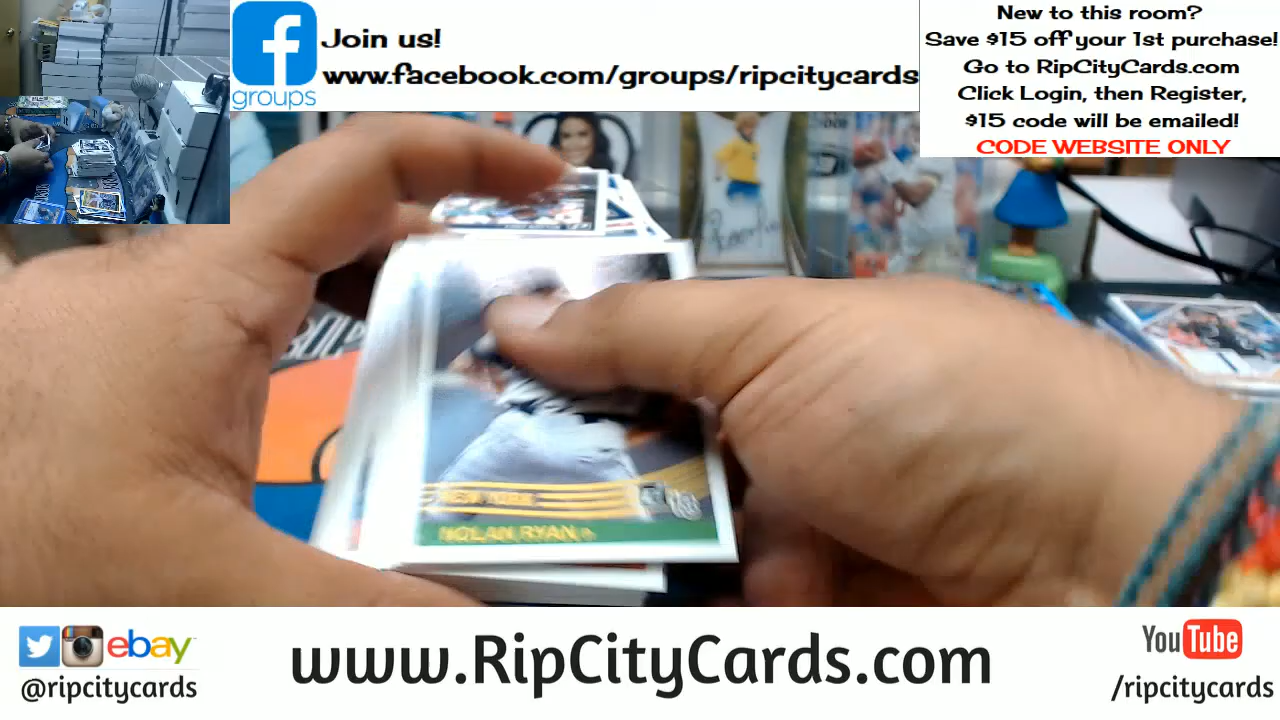 Join us!
www.facebook.com/groups/ripcitycards
groups
New to this room?
Save $15 off your 1st purchase!
Go to RipCityCards.com
Click Login, then Register,
$15 code will be emailed!
CODE WEBSITE ONLY
NEW YORK
NOLAN RYAN
ebay
@ripcitycards
www.RipCityCards.com
YouTube
/ripcitycards